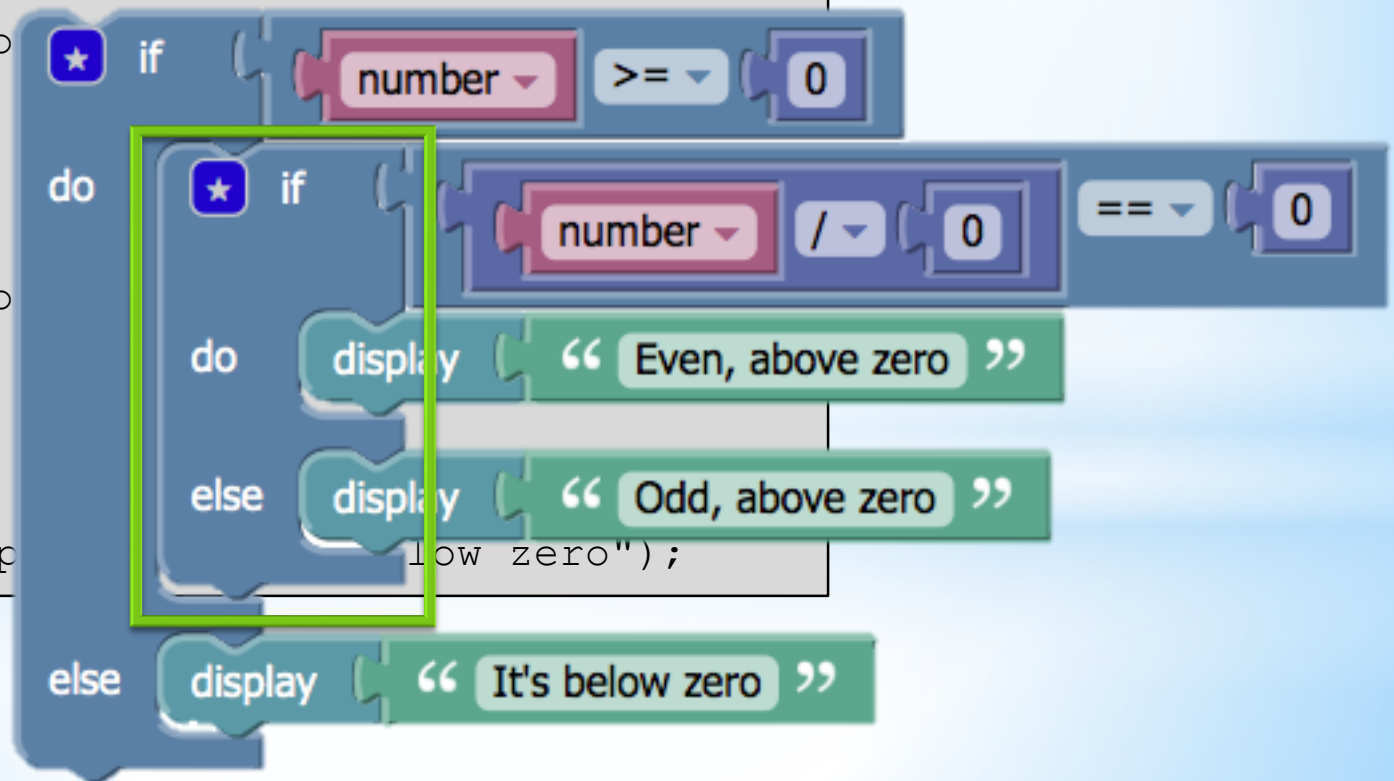 if number >= 0
do if number / 0 == 0
do display “ Even, above zero ”
else display “ Odd, above zero ”
low zero");
else display “ It's below zero ”